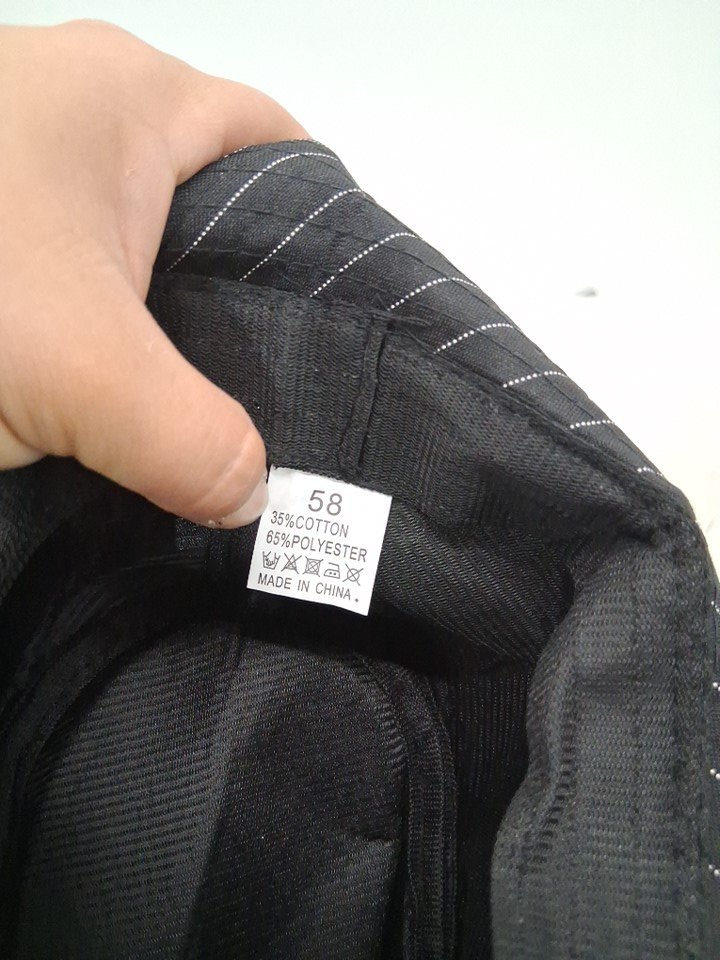 58
35%COTTON
65%POLYESTER
MADE IN CHINA.